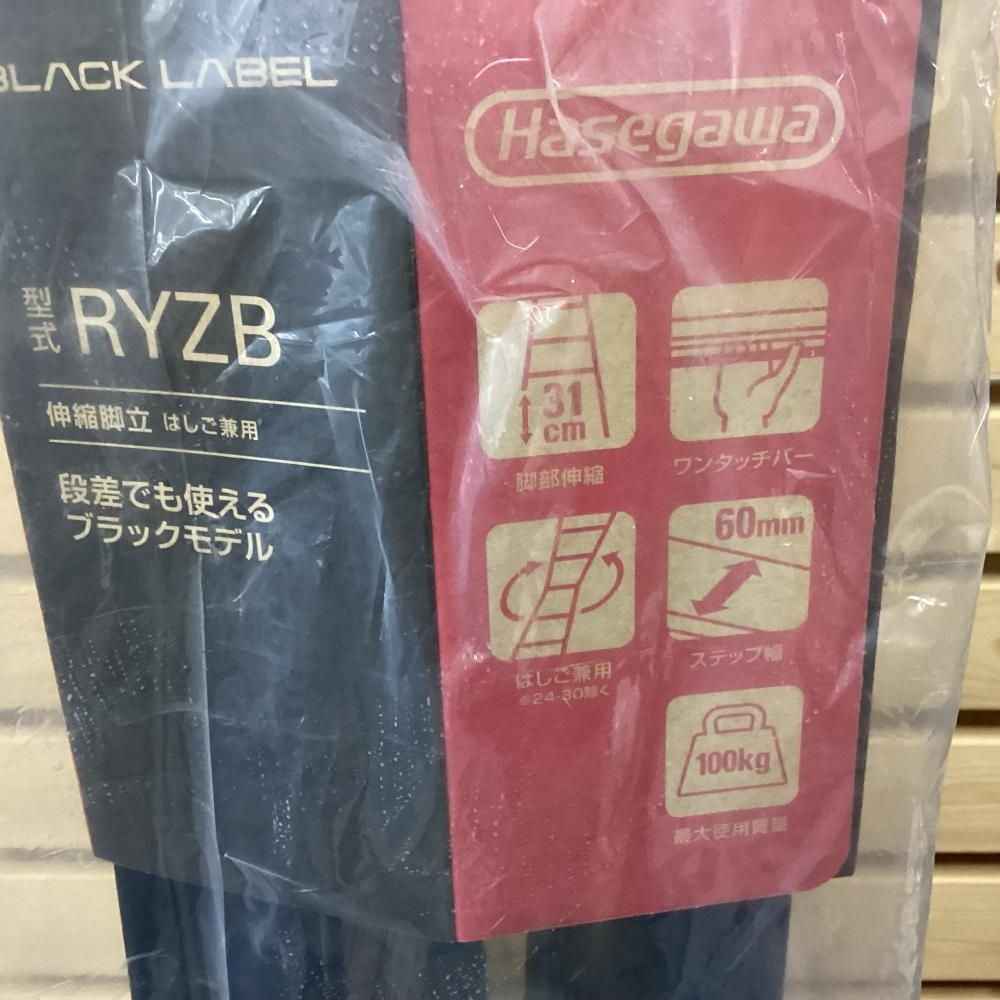 BLACK LABEL
Hasegawa
型式 RYZB
伸縮脚立 はしご兼用
段差でも使える
ブラックモデル
31
cm
脚部伸縮
ワンタッチバー
はしご兼用
※24・30除く
60mm
ステップ幅
100kg
最大使用質量